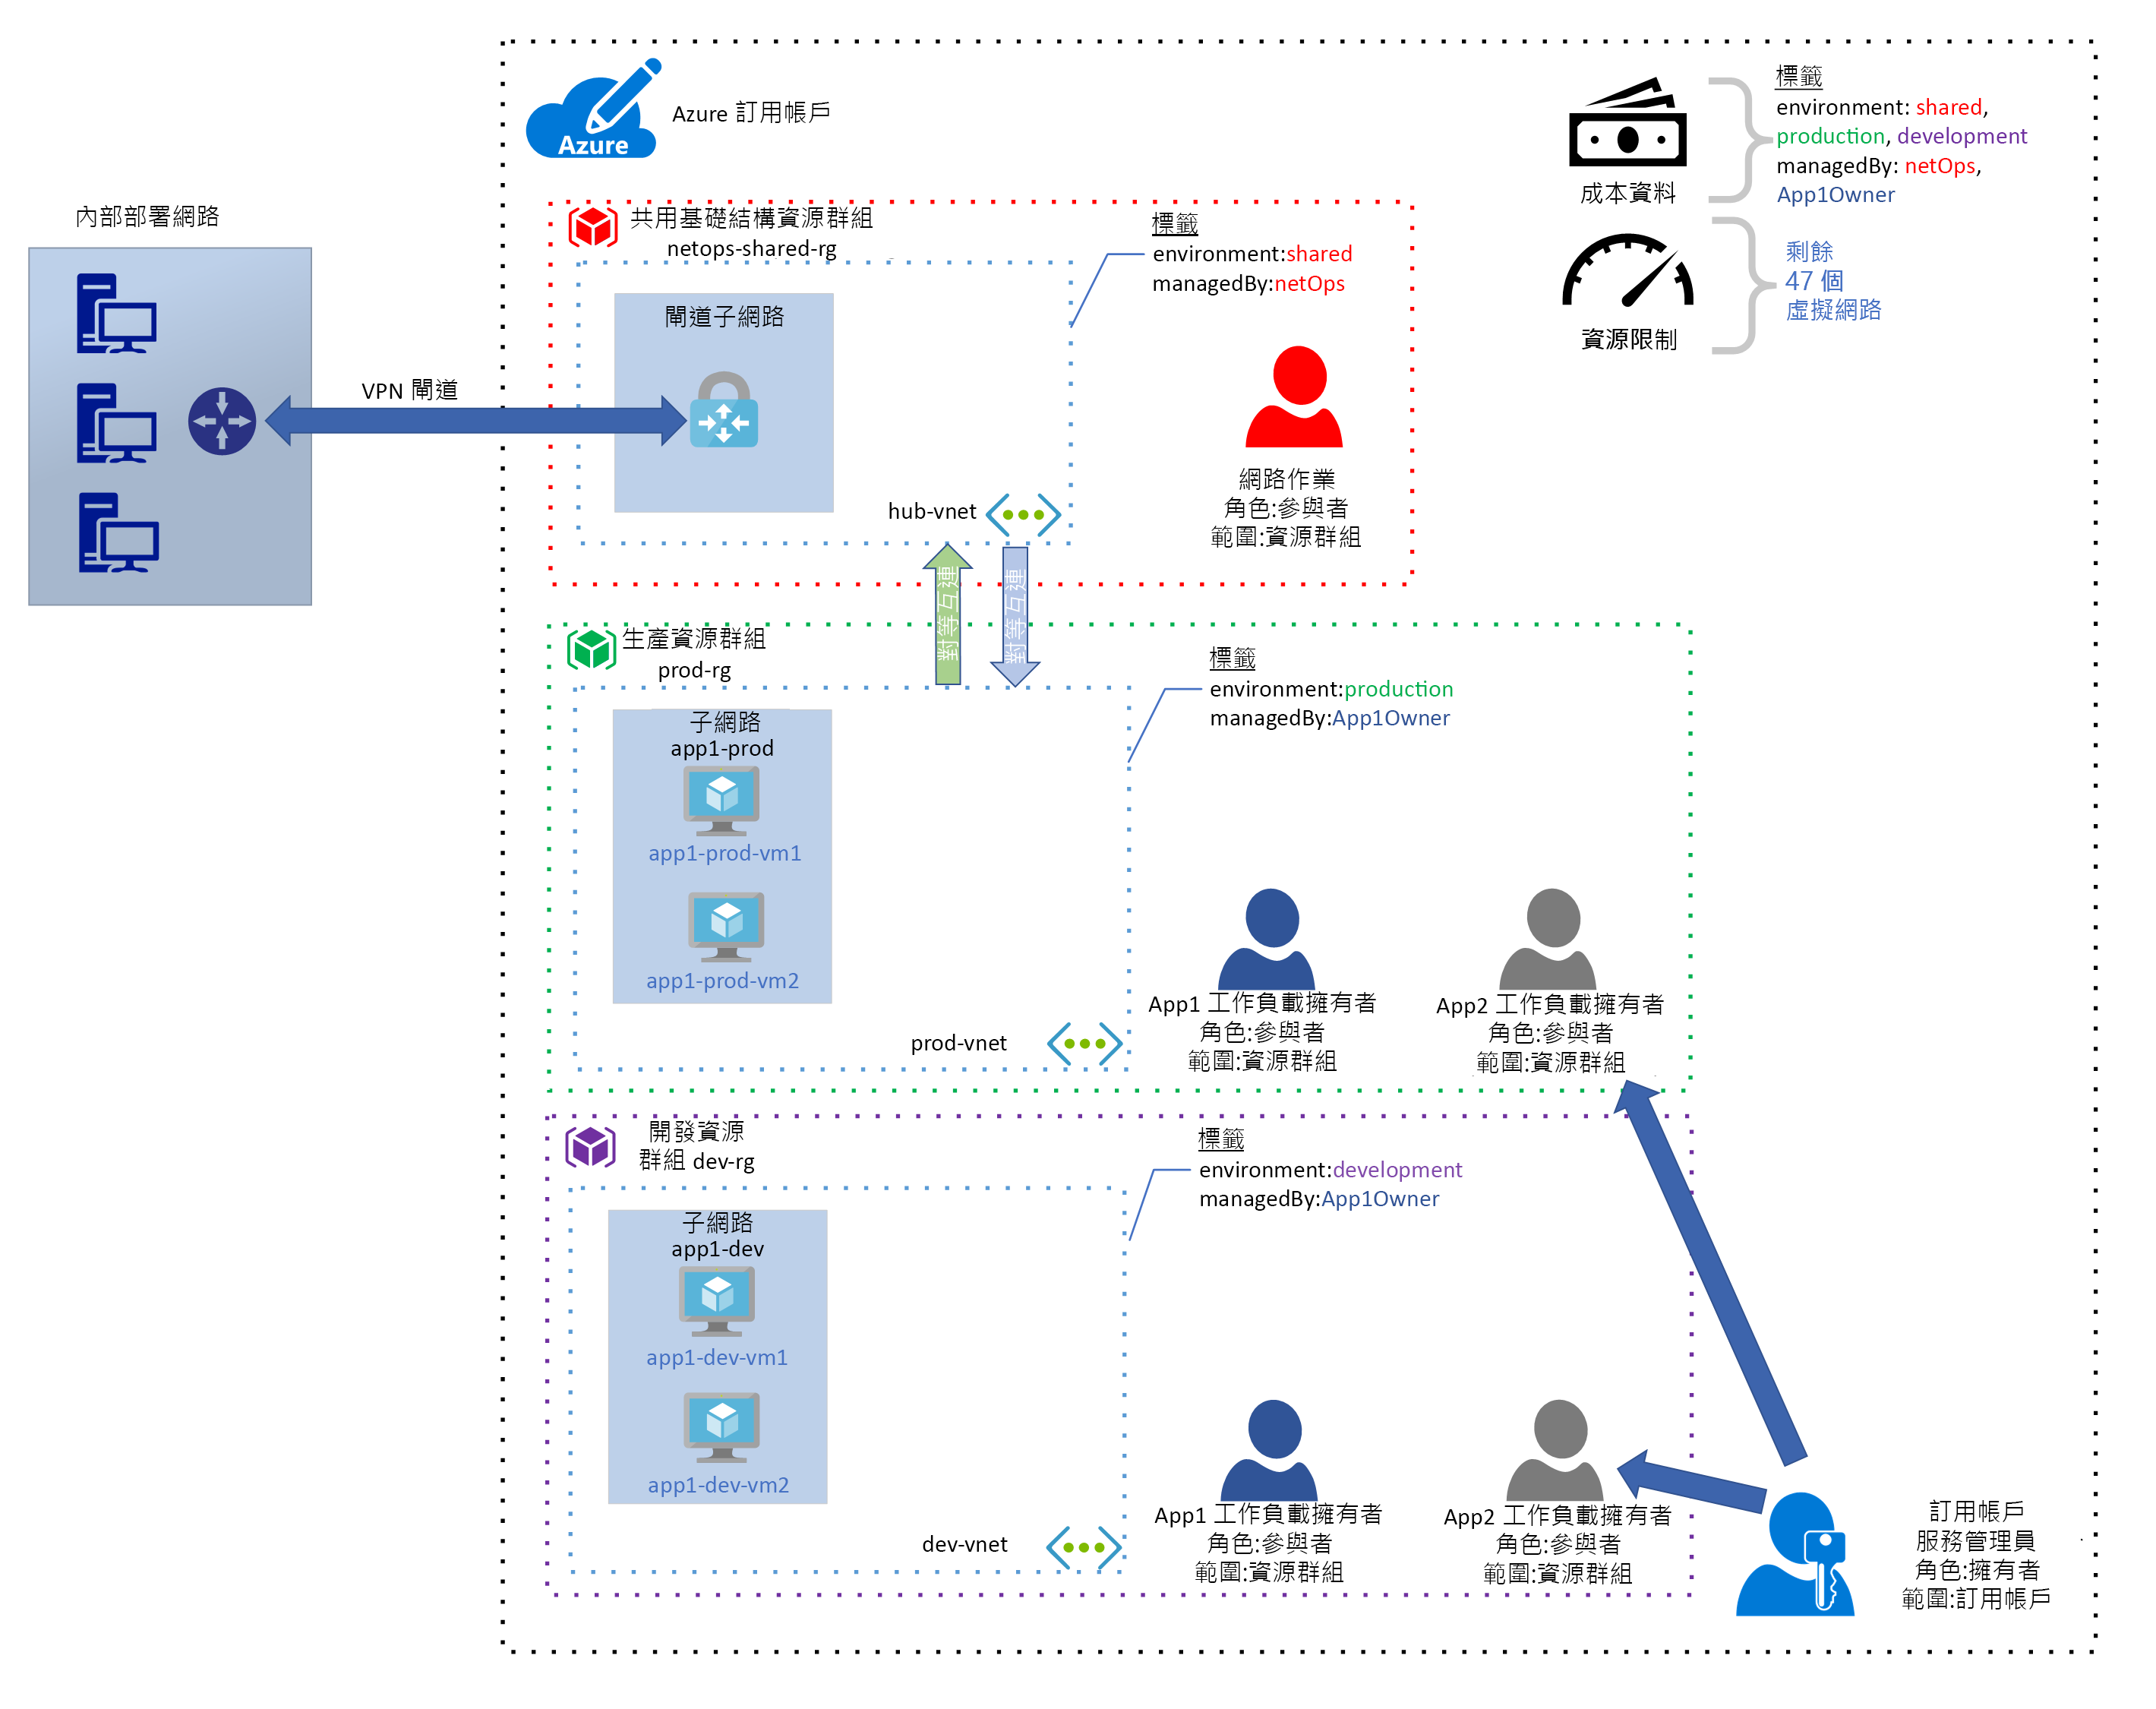 內部部署網路
VPN 閘道
Azure
Azure 訂用帳戶
成本資料
標籤
environment: shared,
production, development
managedBy: netOps,
App1Owner
資源限制
剩餘
47 個
虛擬網路
共用基礎結構資源群組
netops-shared-rg
標籤
environment:shared
managedBy:netOps
閘道子網路
hub-vnet
網路作業
角色:參與者
範圍:資源群組
對等互連
對等互連
生產資源群組
prod-rg
標籤
environment:production
managedBy:App1Owner
子網路
app1-prod
app1-prod-vm1
app1-prod-vm2
prod-vnet
App1 工作負載擁有者
角色:參與者
範圍:資源群組
App2 工作負載擁有者
角色:參與者
範圍:資源群組
開發資源
群組 dev-rg
標籤
environment:development
managedBy:App1Owner
子網路
app1-dev
app1-dev-vm1
app1-dev-vm2
dev-vnet
App1 工作負載擁有者
角色:參與者
範圍:資源群組
App2 工作負載擁有者
角色:參與者
範圍:資源群組
訂用帳戶
服務管理員
角色:擁有者
範圍:訂用帳戶